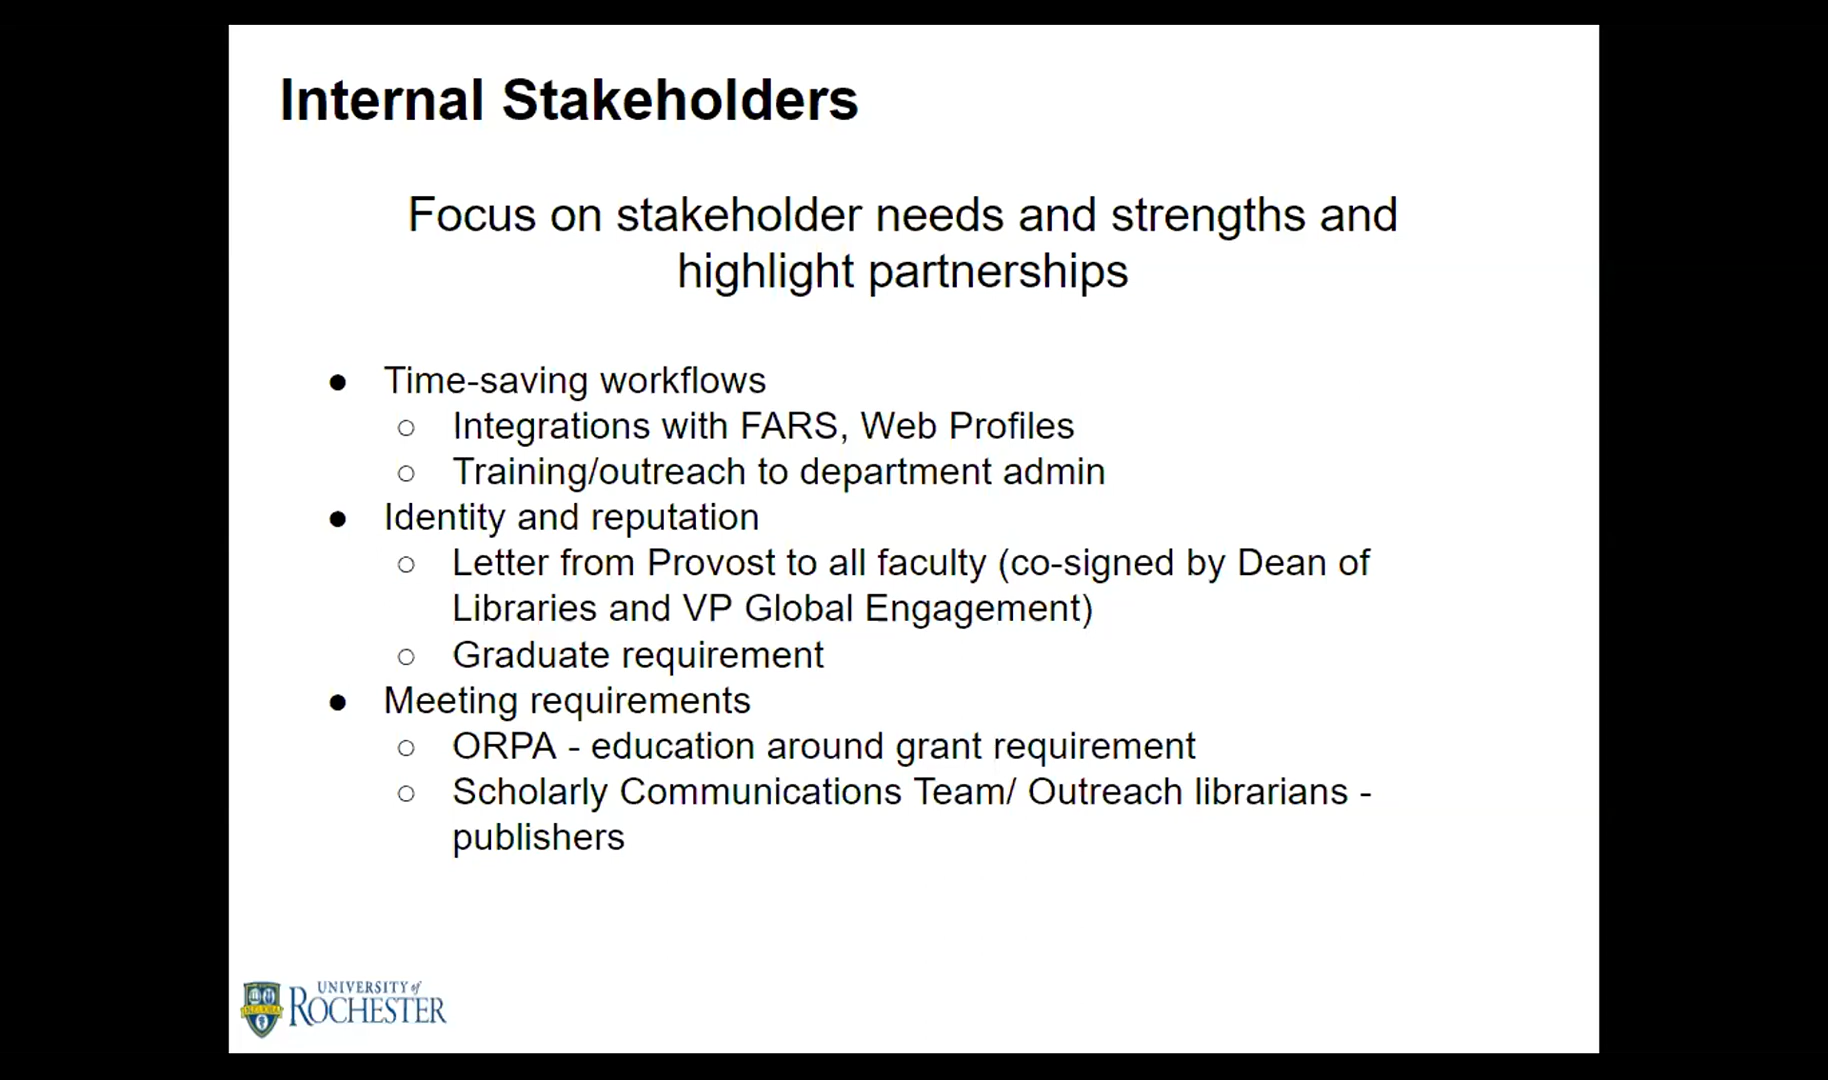 Internal Stakeholders
Focus on stakeholder needs and strengths and
highlight partnerships
● Time-saving workflows
○ Integrations with FARS, Web Profiles
○ Training/outreach to department admin
● Identity and reputation
○ Letter from Provost to all faculty (co-signed by Dean of
Libraries and VP Global Engagement)
○ Graduate requirement
● Meeting requirements
○ ORPA - education around grant requirement
○ Scholarly Communications Team/ Outreach librarians -
publishers
UNIVERSITY of
ROCHESTER